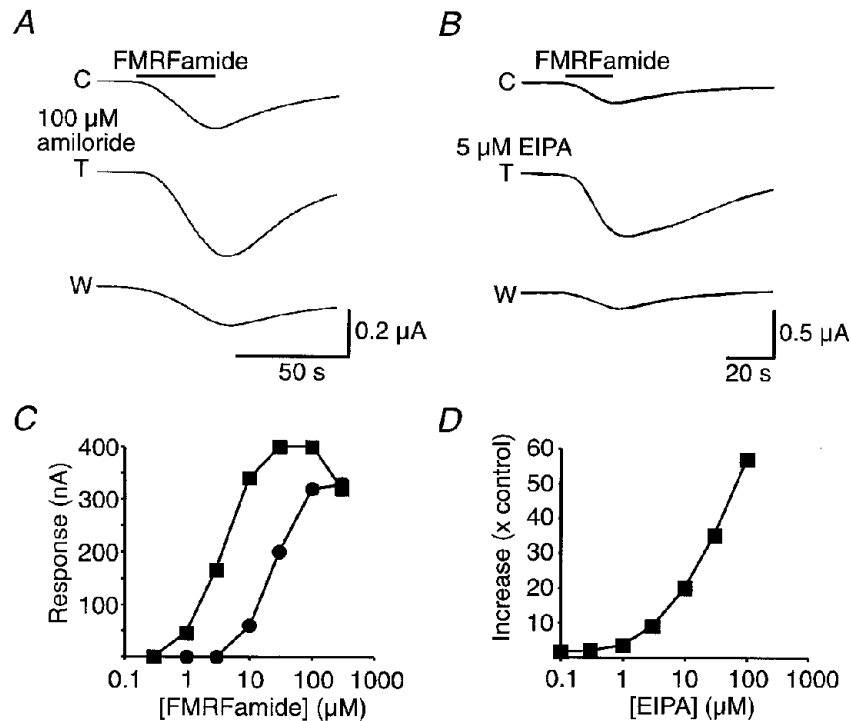 A
FMRFamide
C
100 µM
amiloride
T
W
0.2 µA
50 s
B
FMRFamide
C
5 µM EIPA
T
W
0.5 µA
20 s
C
Response (nA)
400
300
200
100
0.1 1 10 100 1000
[FMRFamide] (µM)
D
Increase (x control)
60
50
40
30
20
10
0.1 1 10 100 1000
[EIPA] (µM)